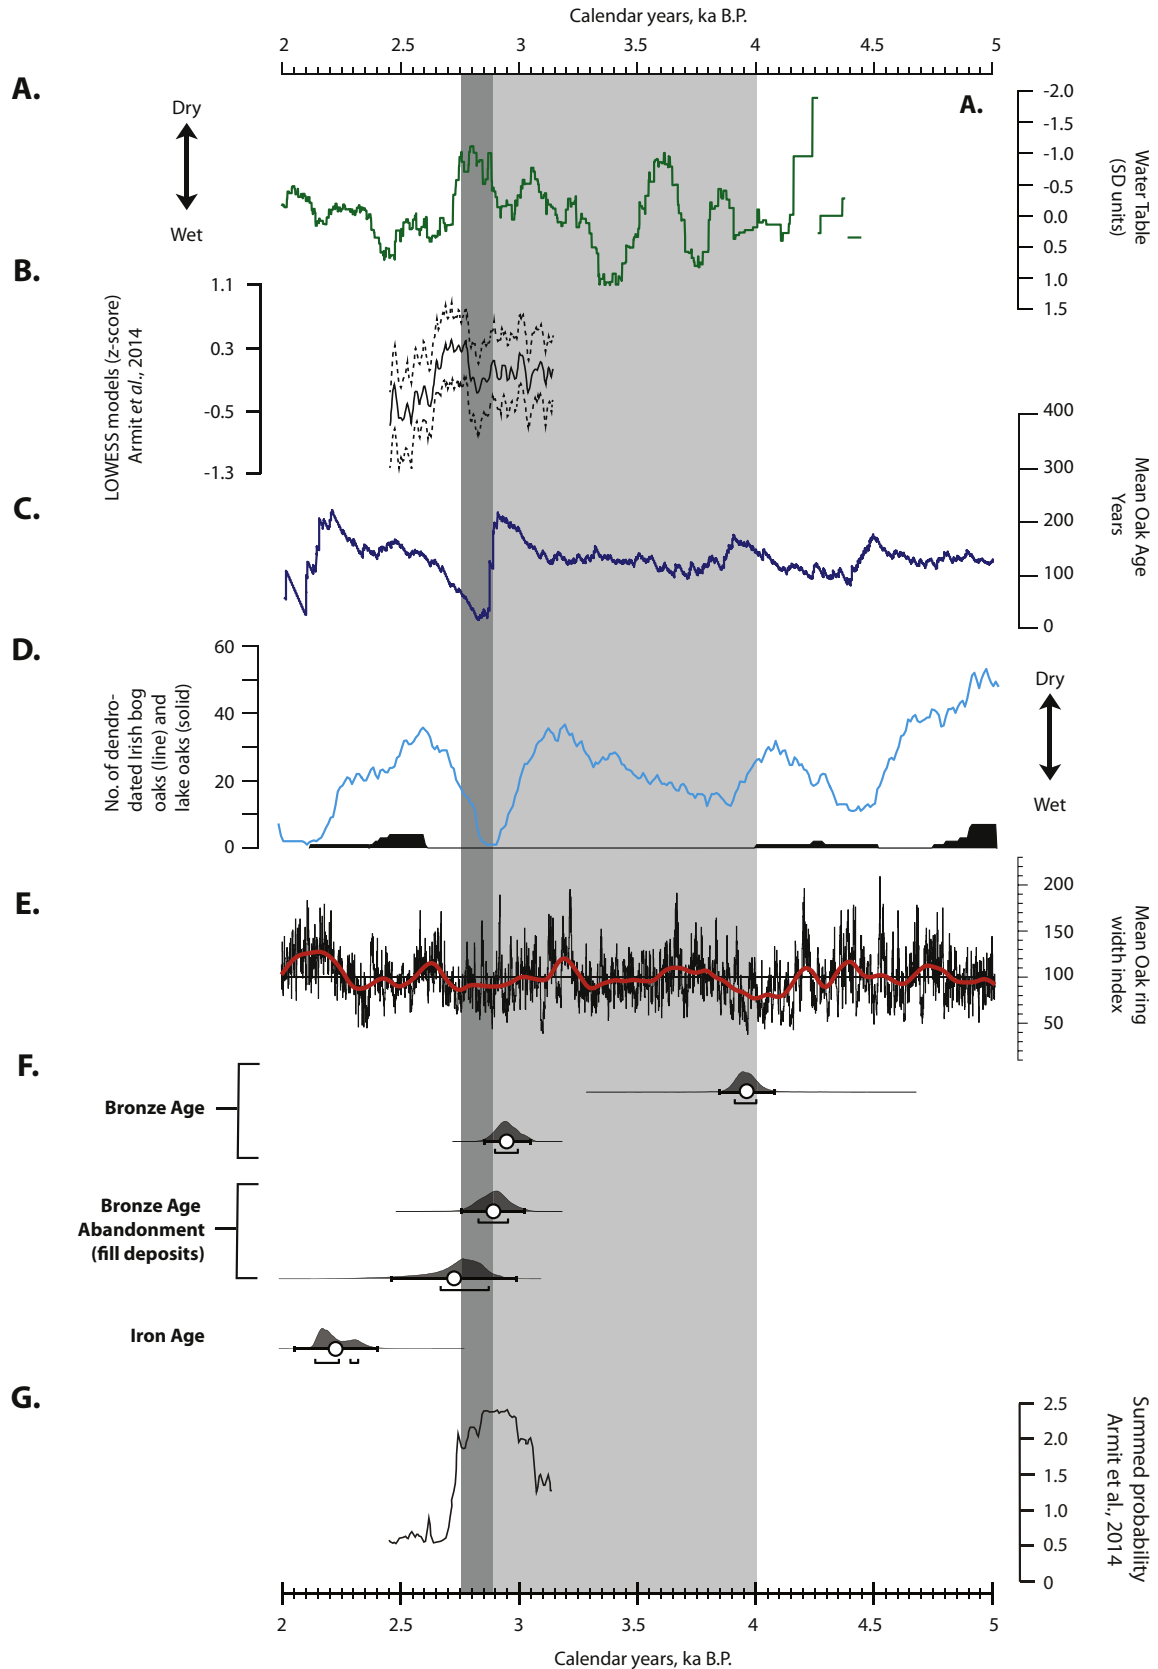 Calendar years, ka B.P.
2 2.5 3 3.5 4 4.5 5
A.
Dry
Wet
A.
-2.0
-1.5
-1.0
-0.5
0.0
0.5
1.0
1.5
Water Table
(SD units)
B.
1.1
0.3
-0.5
-1.3
LOWESS models (z-score)
Armit et al., 2014
C.
400
300
200
100
0
Mean Oak Age
Years
D.
60
40
20
0
No. of dendro-
dated Irish bog
oaks (line) and
lake oaks (solid)
Dry
Wet
E.
200
150
100
50
Mean Oak ring
width index
F.
Bronze Age
Bronze Age
Abandonment
(fill deposits)
Iron Age
G.
2.5
2.0
1.5
1.0
0.5
0
Summed probability
Armit et al., 2014
2 2.5 3 3.5 4 4.5 5
Calendar years, ka B.P.